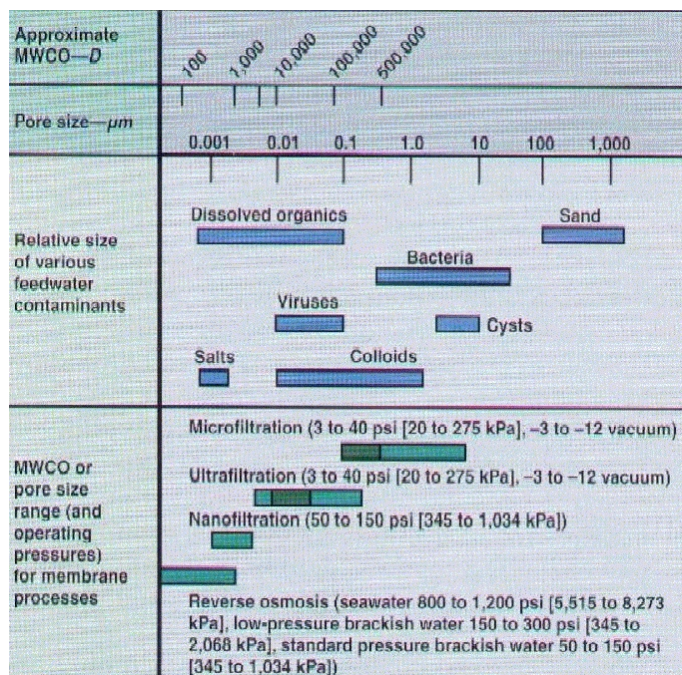 Approximate
MWCO—D
100
1,000
10,000
100,000
500,000
Pore size—μm
0.001
0.01
0.1
1.0
10
100
1,000
Relative size
of various
feedwater
contaminants
Dissolved organics
Sand
Bacteria
Viruses
Cysts
Salts
Colloids
MWCO or
pore size
range (and
operating
pressures)
for membrane
processes
Microfiltration (3 to 40 psi [20 to 275 kPa], –3 to –12 vacuum)
Ultrafiltration (3 to 40 psi [20 to 275 kPa], –3 to –12 vacuum)
Nanofiltration (50 to 150 psi [345 to 1,034 kPa])
Reverse osmosis (seawater 800 to 1,200 psi [5,515 to 8,273
kPa], low-pressure brackish water 150 to 300 psi [345 to
2,068 kPa], standard pressure brackish water 50 to 150 psi
[345 to 1,034 kPa])